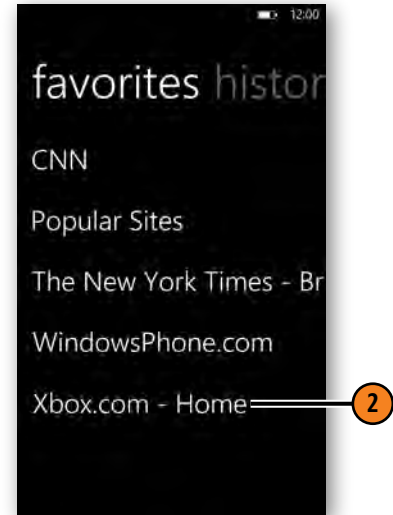 12:00
favorites histor
CNN
Popular Sites
The New York Times - Br
WindowsPhone.com
Xbox.com - Home 2